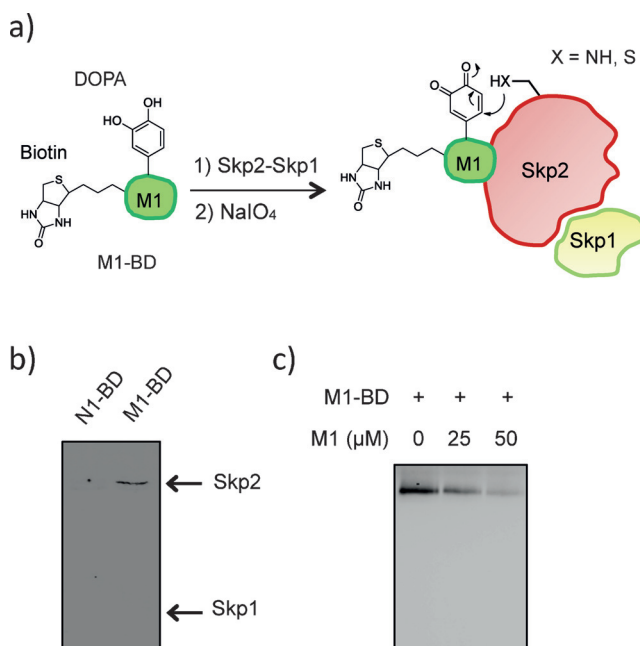 a)
DOPA
OH
HO
Biotin
S
HN
NH
O
M1
M1-BD
1) Skp2-Skp1
2) NaIO₄
O
O
HX
X = NH, S
S
HN
NH
O
M1
Skp2
Skp1
b)
N1-BD
M1-BD
Skp2
Skp1
c)
M1-BD + + +
M1 (μM) 0 25 50